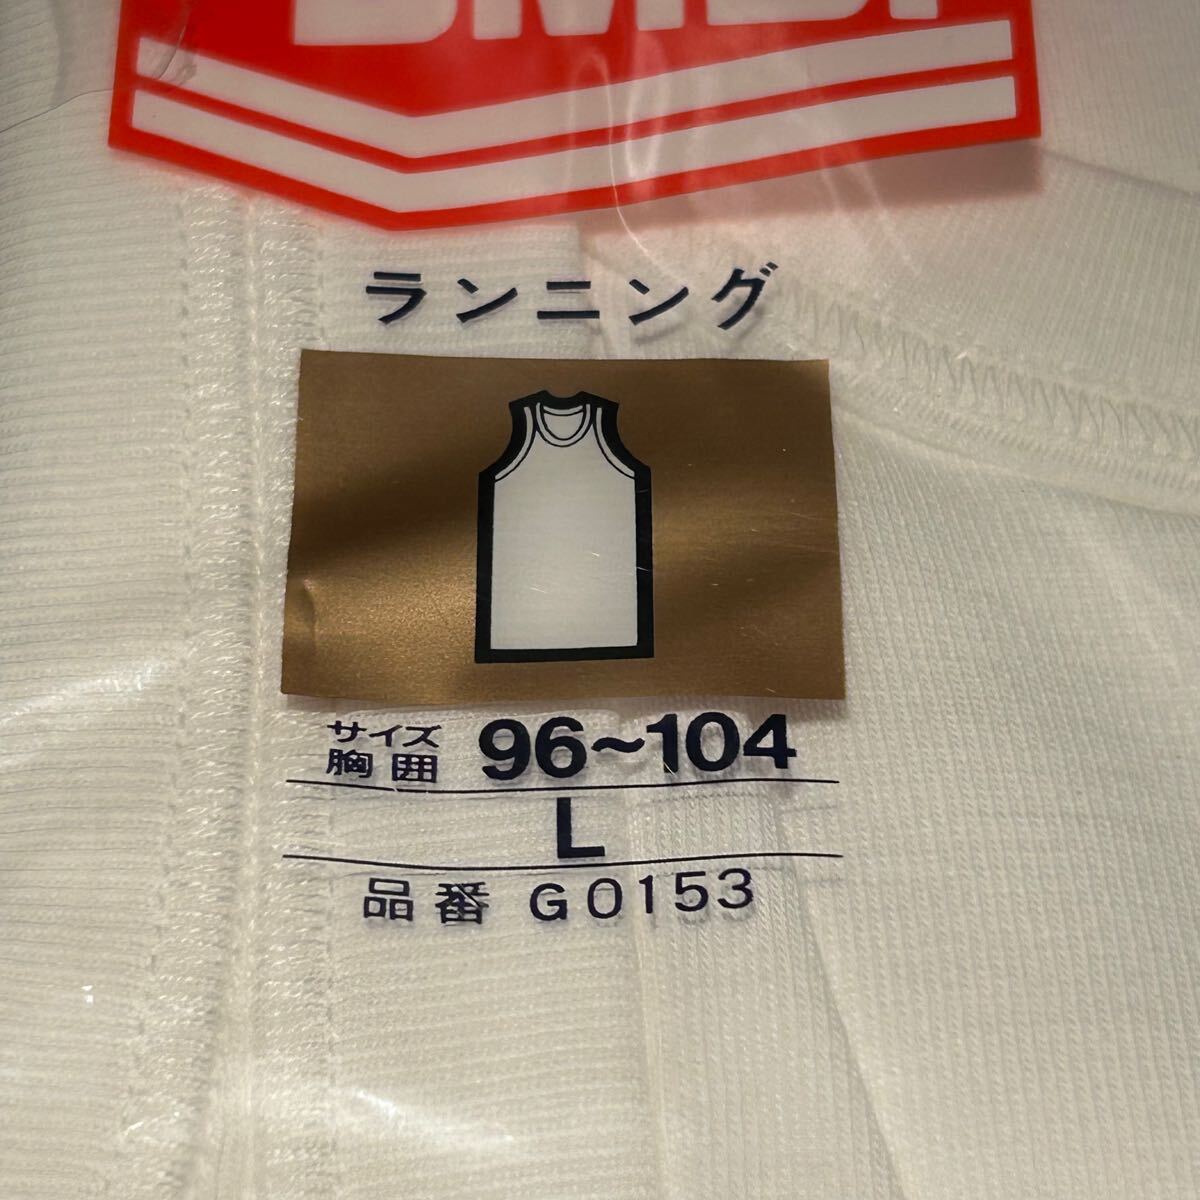 ランニング
サイズ
胸囲 96~104
L
品番 G0153